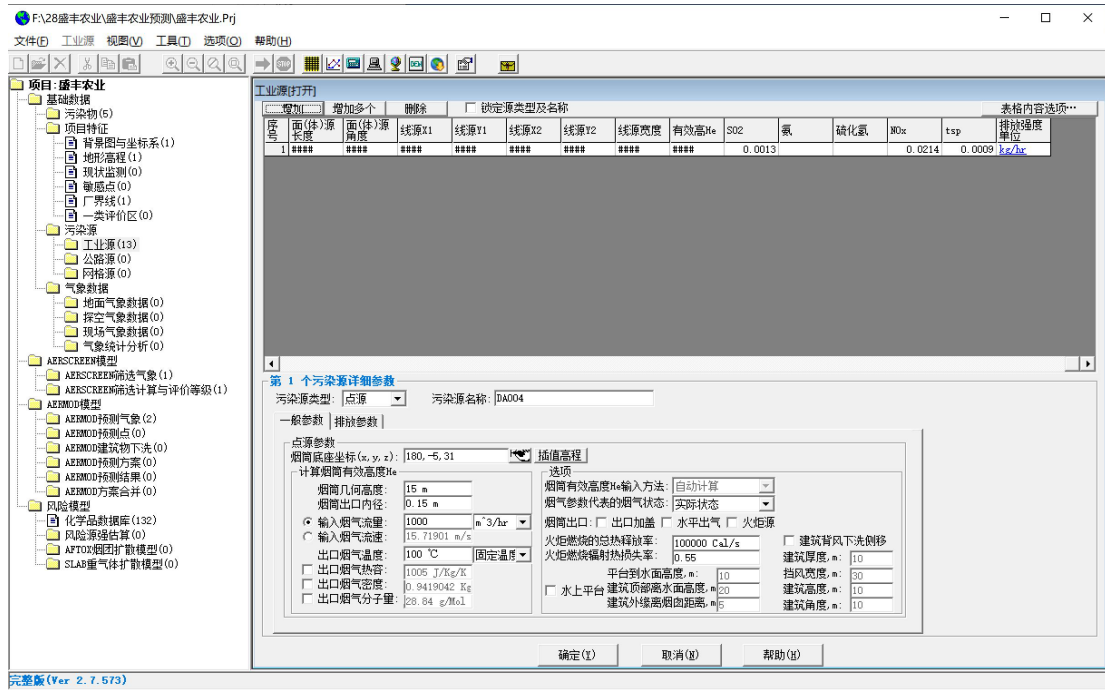 F:\28盛丰农业\盛丰农业预测\盛丰农业.Prj
文件(F) 工业源 视图(V) 工具(T) 选项(O) 帮助(H)
项目:盛丰农业
基础数据
污染物(5)
项目特征
背景图与坐标系(1)
地形高程(1)
现状监测(0)
敏感点(0)
厂界线(1)
一类评价区(0)
污染源
工业源(13)
公路源(0)
网格源(0)
气象数据
地面气象数据(0)
探空气象数据(0)
现场气象数据(0)
气象统计分析(0)
AERSCREEN模型
AERSCREEN筛选气象(1)
AERSCREEN筛选计算与评价等级(1)
AERMOD模型
AERMOD预测气象(2)
AERMOD预测点(0)
AERMOD建筑物下洗(0)
AERMOD预测方案(0)
AERMOD预测结果(0)
AERMOD方案合并(0)
风险模型
化学品数据库(132)
风险源强估算(0)
AFTOX烟团扩散模型(0)
SLAB重气体扩散模型(0)
工业源[打开]
增加 增加多个 删除 锁定源类型及名称 表格内容选项…
序号 面(体)源长度 面(体)源角度 线源X1 线源Y1 线源X2 线源Y2 线源宽度 有效高He SO2 氨 硫化氢 NOx tsp 排放强度单位
1 #### #### #### #### #### #### #### #### 0.0013 0.0214 0.0009 kg/hr
第 1 个污染源详细参数
污染源类型: 点源 污染源名称: DA004
一般参数 排放参数
点源参数
烟筒底座坐标(x,y,z): 180,-5,31 插值高程
计算烟筒有效高度He
烟筒几何高度: 15 m
烟筒出口内径: 0.15 m
输入烟气流量: 1000 m^3/hr
输入烟气流速: 15.71901 m/s
出口烟气温度: 100 ℃ 固定温度
出口烟气热容: 1005 J/Kg/K
出口烟气密度: 0.9419042 Kg
出口烟气分子量: 28.84 g/Mol
选项
烟筒有效高度He输入方法: 自动计算
烟气参数代表的烟气状态: 实际状态
烟筒出口: 出口加盖 水平出气 火炬源
火炬燃烧的总热释放率: 100000 Cal/s
火炬燃烧辐射热损失率: 0.55
平台到水面高度,m: 10
水上平台 建筑顶部离水面高度,m 20
建筑外缘离烟囱距离,m 5
建筑背风下洗侧移
建筑厚度,m: 10
挡风宽度,m: 30
建筑高度,m: 10
建筑角度,m: 10
确定(Y) 取消(N) 帮助(H)
完整版(Ver 2.7.573)